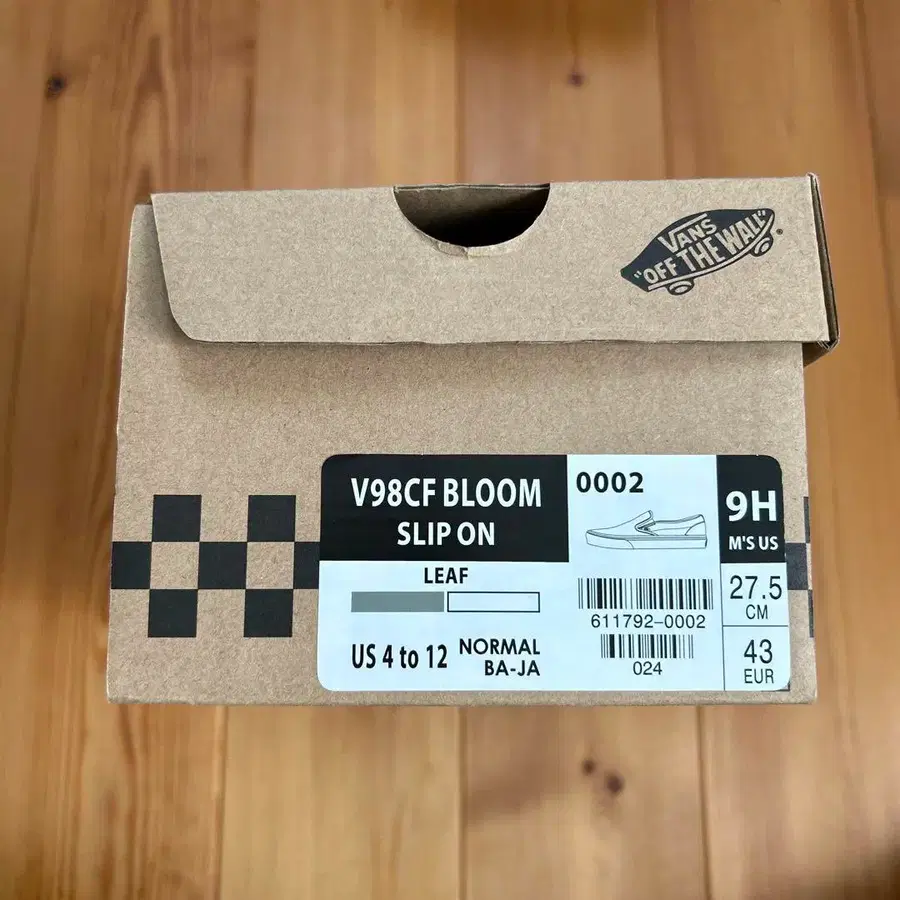 VANS
"OFF THE WALL"
V98CF BLOOM
SLIP ON
0002
9H
M'S US
LEAF
27.5
CM
611792-0002
US 4 to 12
NORMAL
BA-JA
024
43
EUR